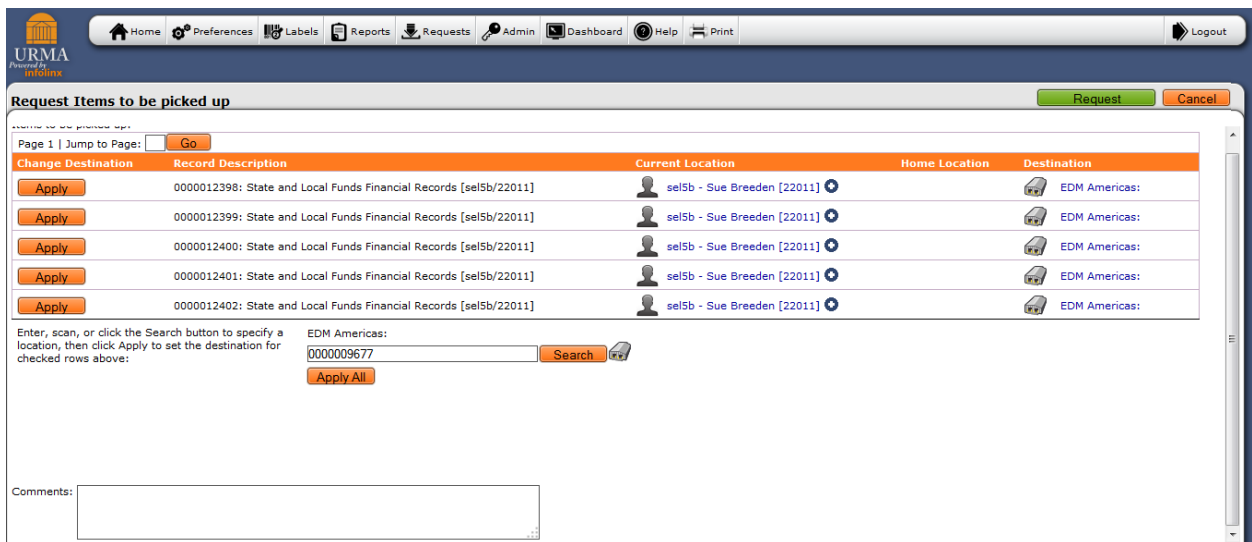 Home Preferences Labels Reports Requests Admin Dashboard Help Print Logout
URMA
Powered by
infolinx
Request Items to be picked up Request Cancel
Items to be picked up:
Page 1 | Jump to Page: Go
Change Destination Record Description Current Location Home Location Destination
Apply 0000012398: State and Local Funds Financial Records [sel5b/22011] sel5b - Sue Breeden [22011] EDM Americas:
Apply 0000012399: State and Local Funds Financial Records [sel5b/22011] sel5b - Sue Breeden [22011] EDM Americas:
Apply 0000012400: State and Local Funds Financial Records [sel5b/22011] sel5b - Sue Breeden [22011] EDM Americas:
Apply 0000012401: State and Local Funds Financial Records [sel5b/22011] sel5b - Sue Breeden [22011] EDM Americas:
Apply 0000012402: State and Local Funds Financial Records [sel5b/22011] sel5b - Sue Breeden [22011] EDM Americas:
Enter, scan, or click the Search button to specify a
location, then click Apply to set the destination for
checked rows above:
EDM Americas:
0000009677 Search
Apply All
Comments: